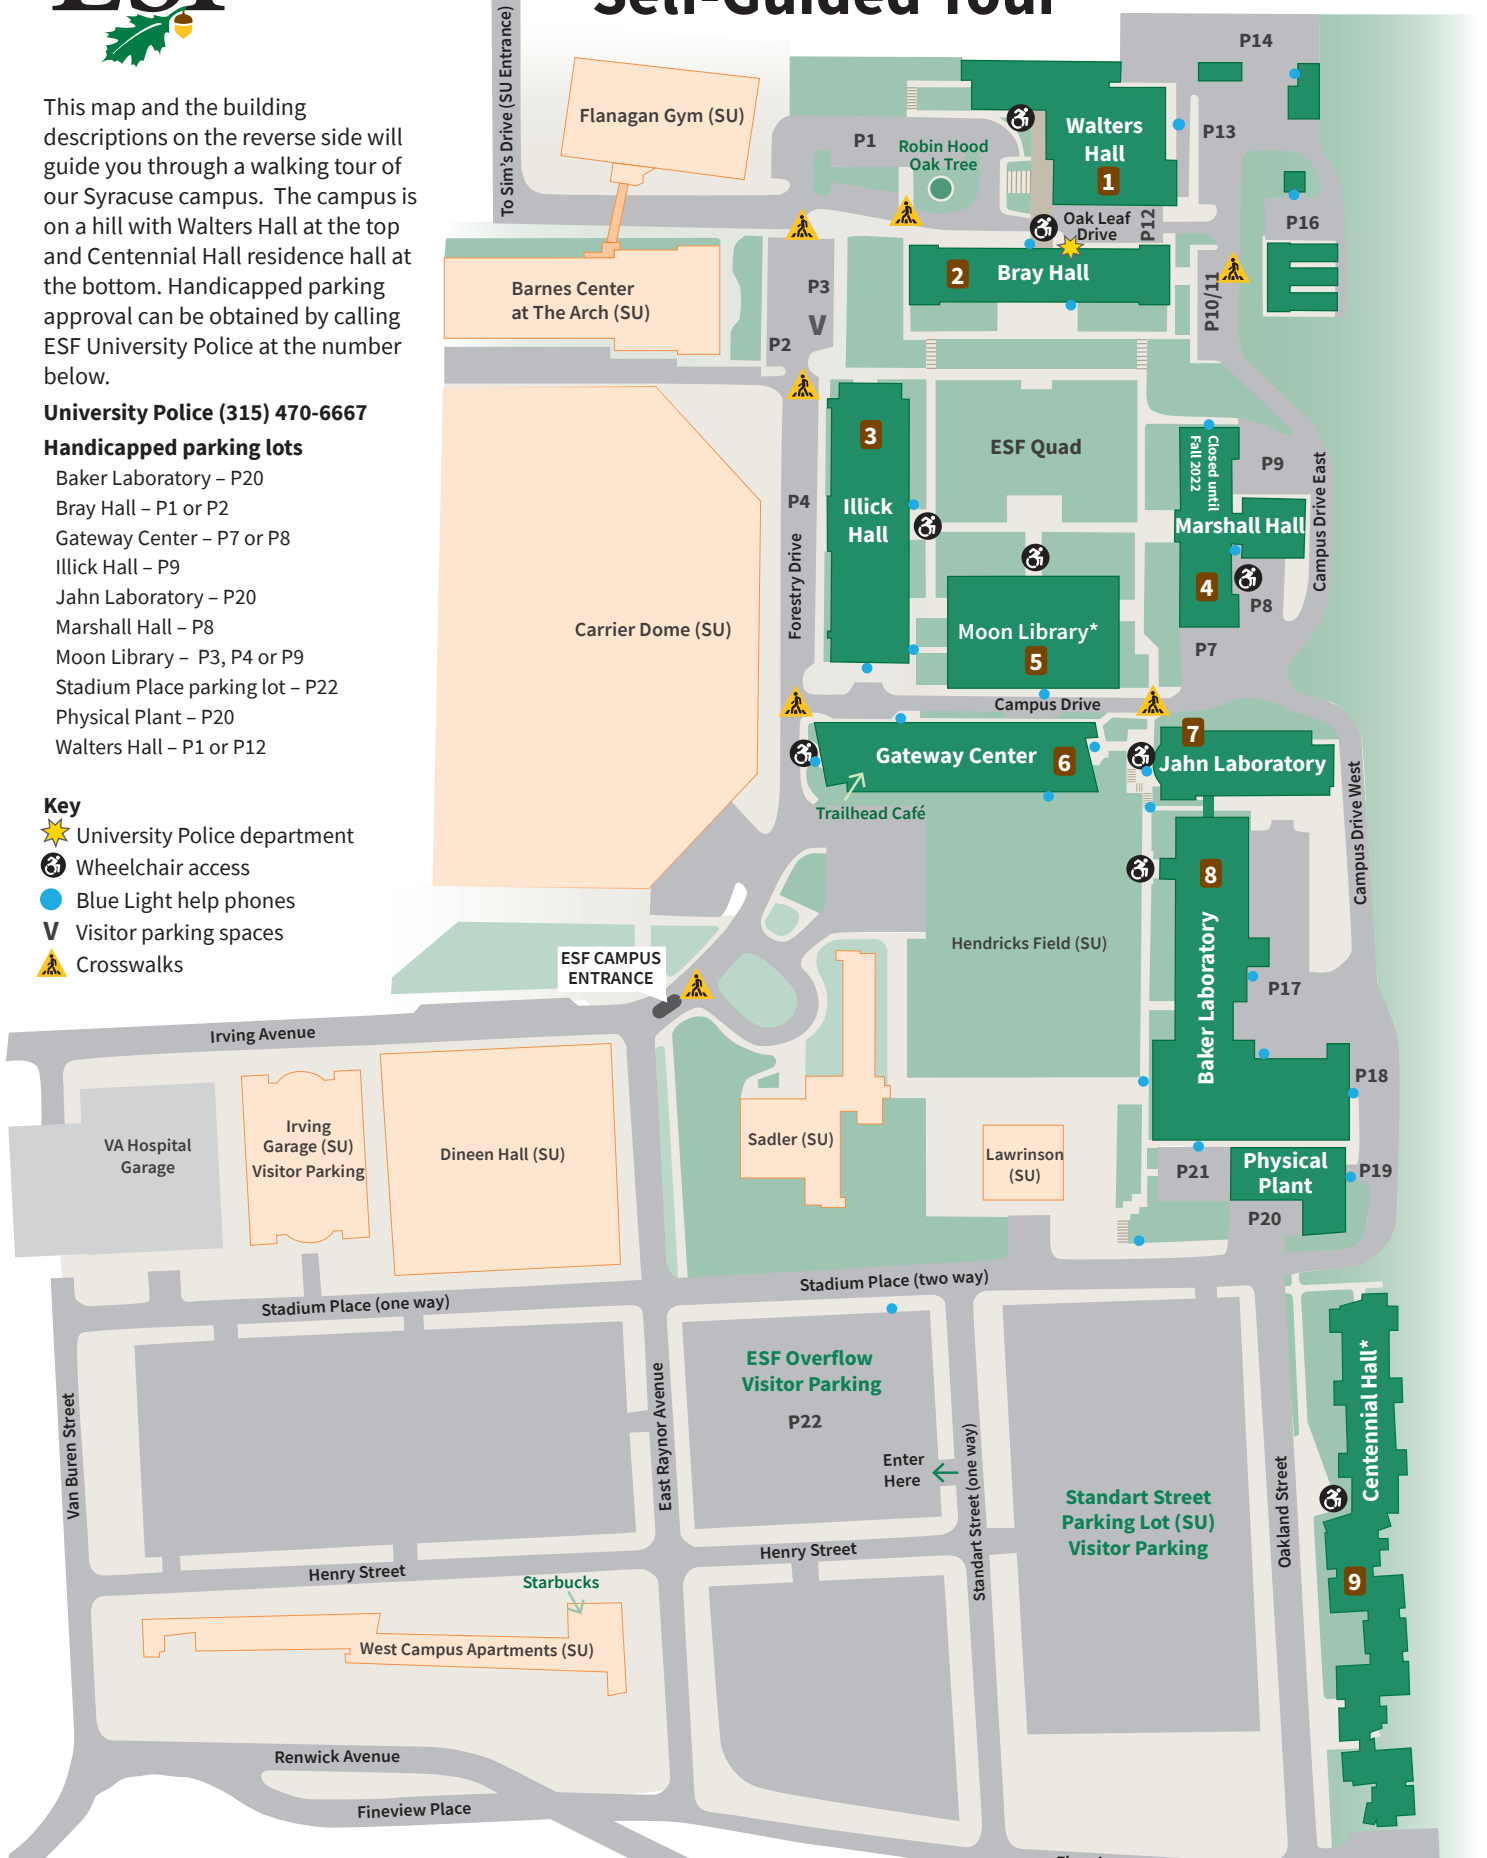 ESF
Self-Guided Tour
This map and the building
descriptions on the reverse side will
guide you through a walking tour of
our Syracuse campus. The campus is
on a hill with Walters Hall at the top
and Centennial Hall residence hall at
the bottom. Handicapped parking
approval can be obtained by calling
ESF University Police at the number
below.
University Police (315) 470-6667
Handicapped parking lots
Baker Laboratory – P20
Bray Hall – P1 or P2
Gateway Center – P7 or P8
Illick Hall – P9
Jahn Laboratory – P20
Marshall Hall – P8
Moon Library – P3, P4 or P9
Stadium Place parking lot – P22
Physical Plant – P20
Walters Hall – P1 or P12
Key
University Police department
Wheelchair access
Blue Light help phones
V Visitor parking spaces
Crosswalks
To Sim's Drive (SU Entrance)
Flanagan Gym (SU)
P14
P1
Robin Hood
Oak Tree
Walters
Hall
1
P13
Oak Leaf
Drive
P12
P16
Barnes Center
at The Arch (SU)
P3
V
P2
2
Bray Hall
P10/11
3
Illick
Hall
ESF Quad
Closed until
Fall 2022
P9
Marshall Hall
4
P8
Campus Drive East
P4
Forestry Drive
Carrier Dome (SU)
Moon Library*
5
P7
Campus Drive
Gateway Center
6
Trailhead Café
7
Jahn Laboratory
Campus Drive West
8
Baker Laboratory
Hendricks Field (SU)
P17
ESF CAMPUS
ENTRANCE
Irving Avenue
P18
VA Hospital
Garage
Irving
Garage (SU)
Visitor Parking
Dineen Hall (SU)
Sadler (SU)
Lawrinson
(SU)
P21
Physical
Plant
P19
P20
Stadium Place (one way)
Stadium Place (two way)
Van Buren Street
East Raynor Avenue
ESF Overflow
Visitor Parking
P22
Enter
Here
Standart Street (one way)
Standart Street
Parking Lot (SU)
Visitor Parking
Oakland Street
Centennial Hall*
9
Henry Street
Henry Street
Starbucks
West Campus Apartments (SU)
Renwick Avenue
Fineview Place